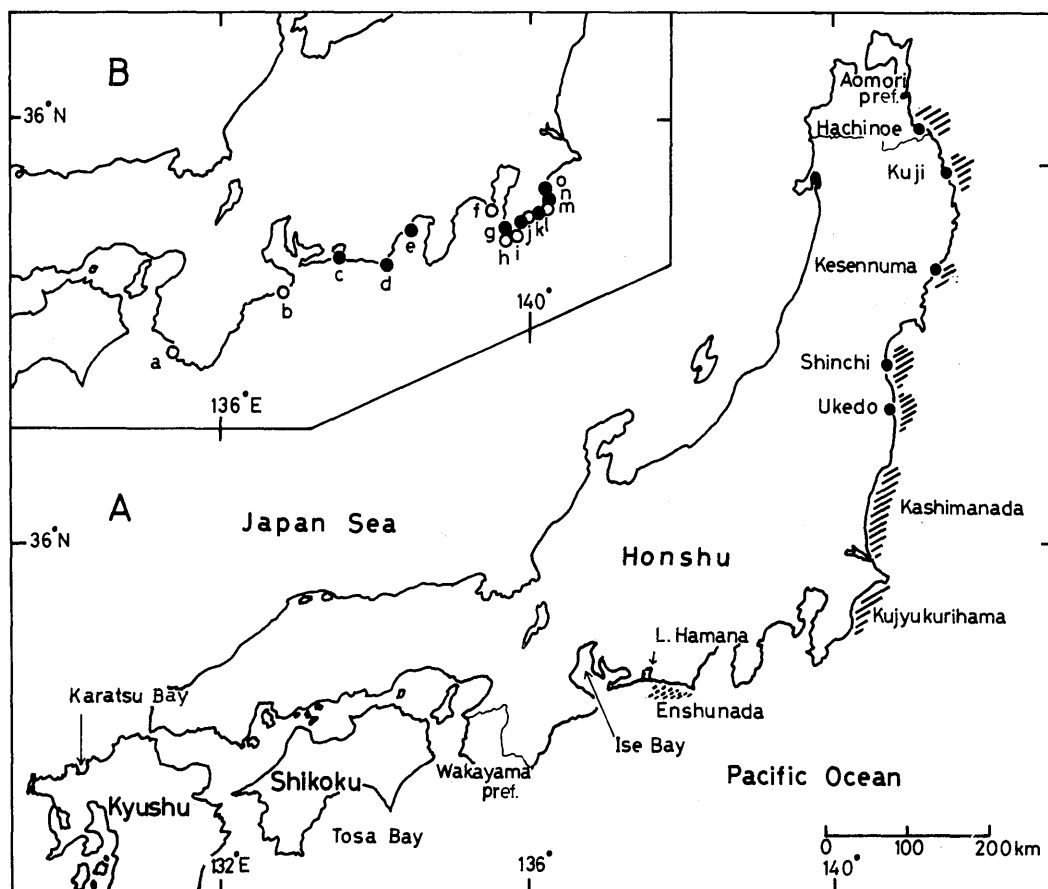 B
36°N
a
b
c
d
e
f
g
h
i
j
k
l
m
n
o
136°E
140°
A
Japan Sea
Honshu
36°N
Aomori
pref.
Hachinoe
Kuji
Kesennuma
Shinchi
Ukedo
Kashimanada
Kujyukurihama
L. Hamana
Enshunada
Ise Bay
Karatsu Bay
Kyushu
Shikoku
Wakayama
pref.
Tosa Bay
Pacific Ocean
132°E
136°
140°
0 100 200km